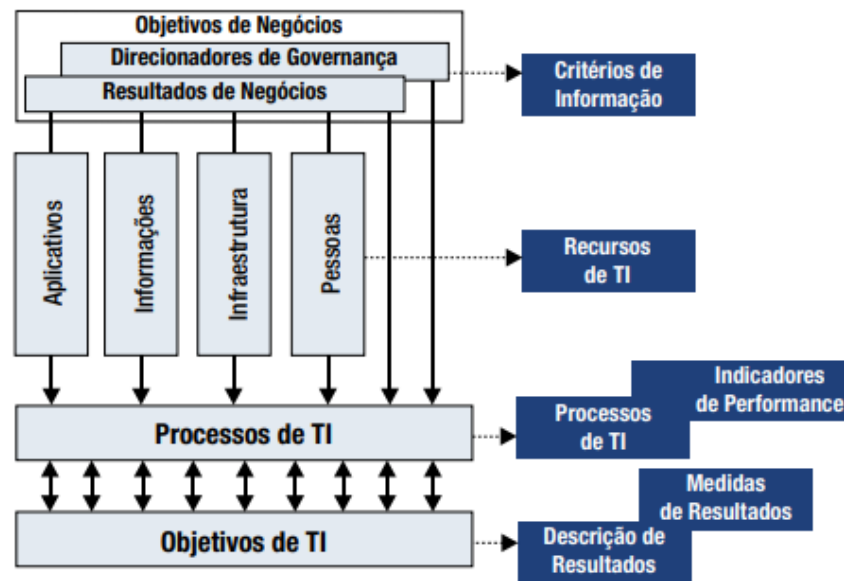 Objetivos de Negócios
Direcionadores de Governança
Resultados de Negócios
Critérios de
Informação
Aplicativos
Informações
Infraestrutura
Pessoas
Recursos
de TI
Indicadores
de Performance
Processos de TI
Processos
de TI
Medidas
de Resultados
Objetivos de TI
Descrição de
Resultados